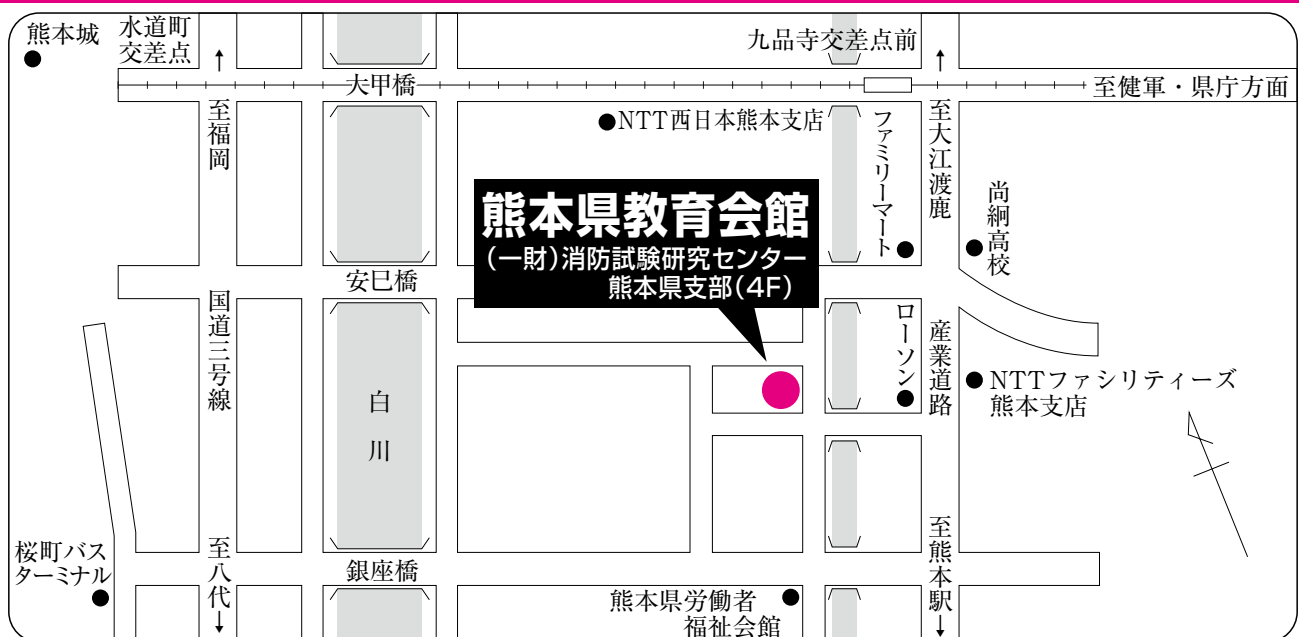 熊本城
水道町
交差点
九品寺交差点前
大甲橋
至健軍・県庁方面
至福岡
NTT西日本熊本支店
ファミリーマート
至大江渡鹿
尚絅高校
熊本県教育会館
(一財)消防試験研究センター
熊本県支部(4F)
安巳橋
国道三号線
ローソン
産業道路
白川
NTTファシリティーズ
熊本支店
桜町バス
ターミナル
至八代
銀座橋
至熊本駅
熊本県労働者
福祉会館